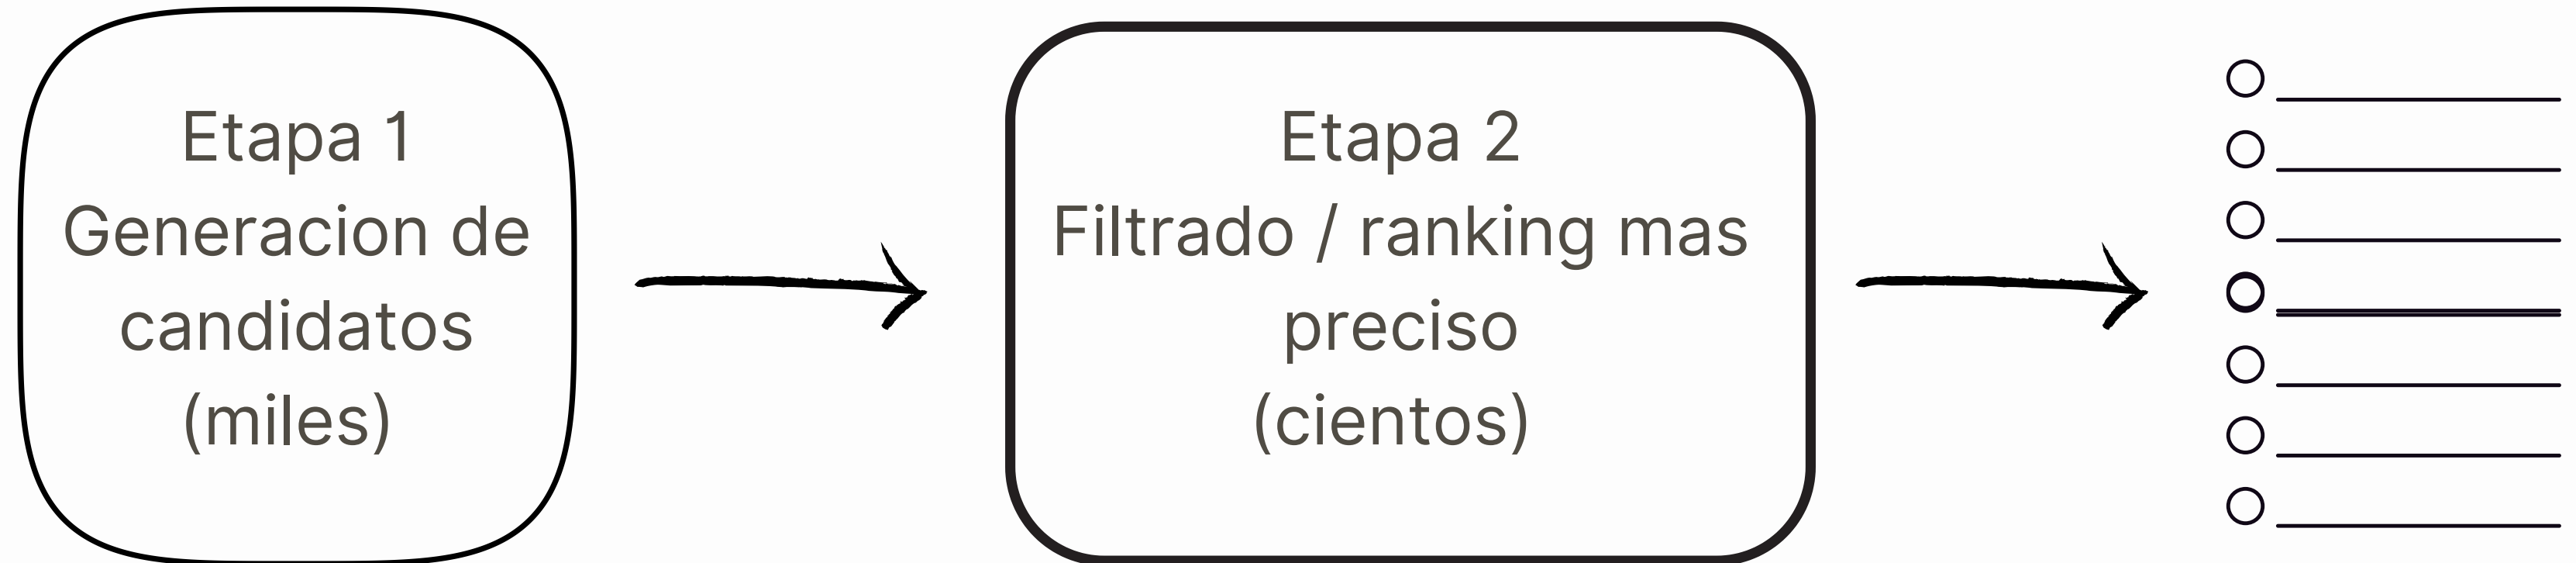 Etapa 1
Generacion de
candidatos
(miles)
Etapa 2
Filtrado / ranking mas
preciso
(cientos)